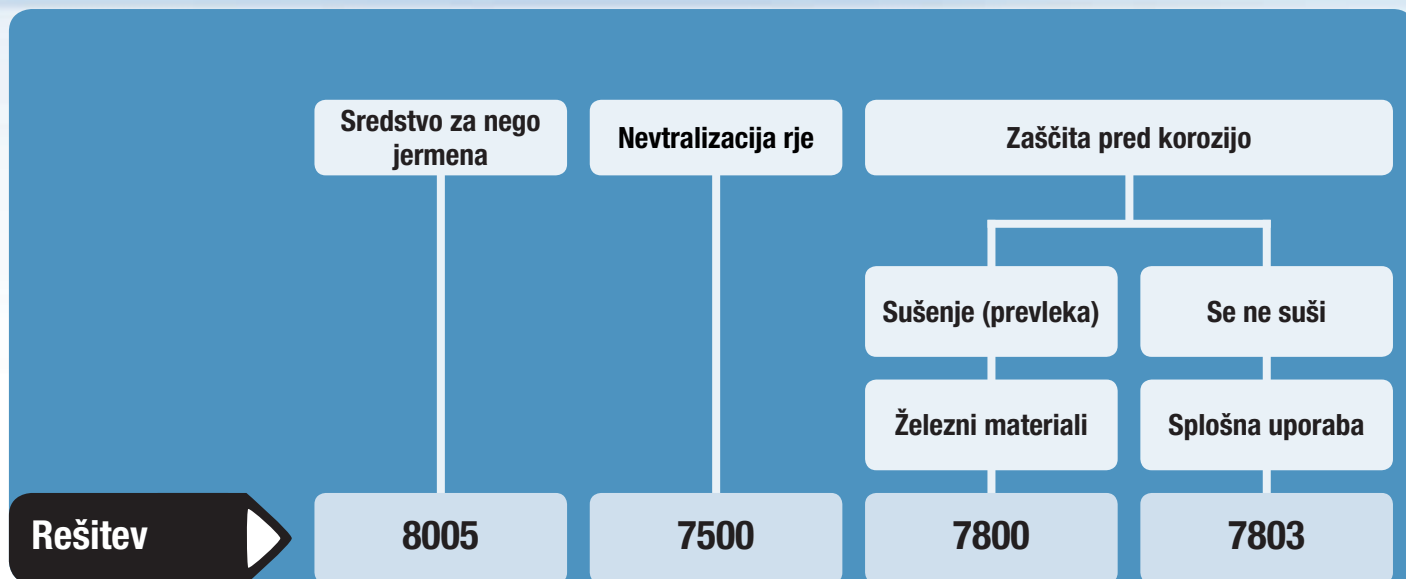 Sredstvo za nego
jermena
Nevtralizacija rje
Zaščita pred korozijo
Sušenje (prevleka)
Se ne suši
Železni materiali
Splošna uporaba
Rešitev
8005
7500
7800
7803